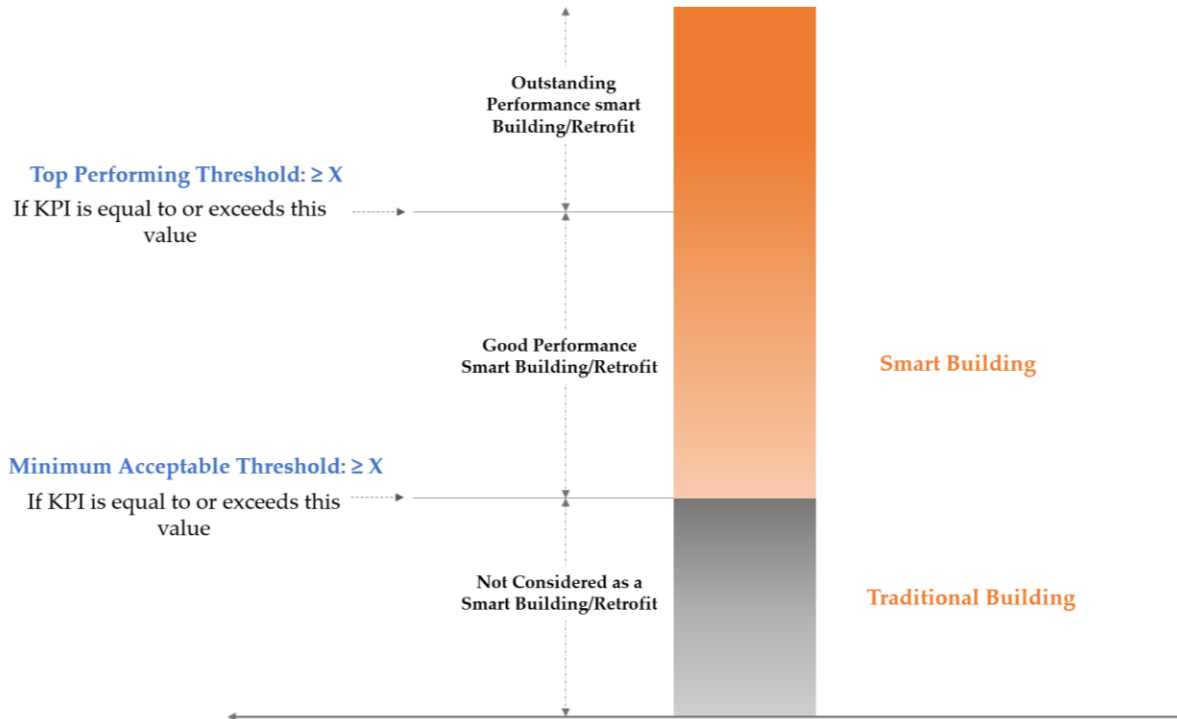 Outstanding
Performance smart
Building/Retrofit
Top Performing Threshold: ≥ X
If KPI is equal to or exceeds this
value
Good Performance
Smart Building/Retrofit
Smart Building
Minimum Acceptable Threshold: ≥ X
If KPI is equal to or exceeds this
value
Not Considered as a
Smart Building/Retrofit
Traditional Building